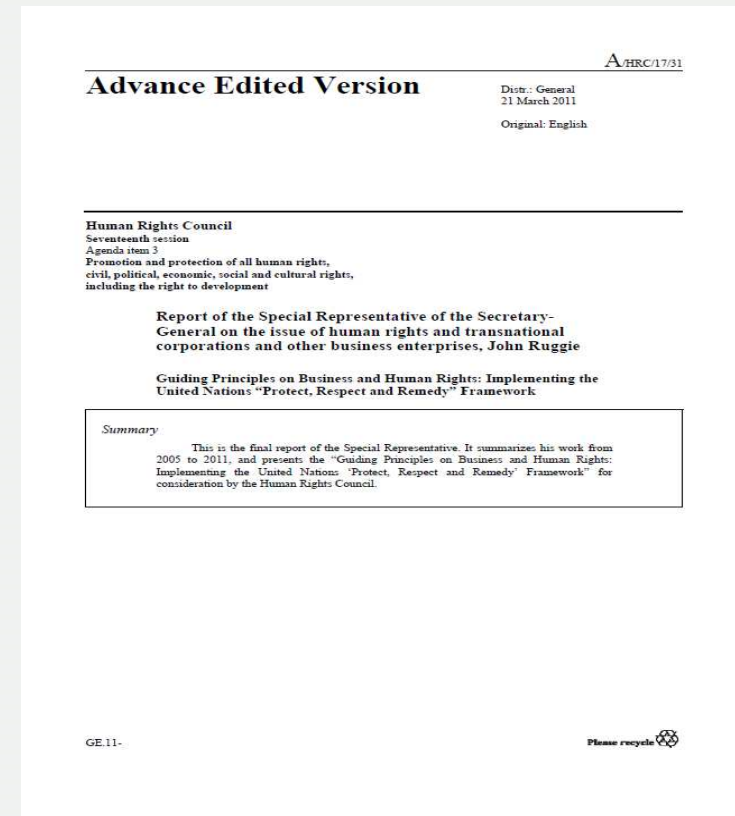 A/HRC/17/31
Advance Edited Version
Distr.: General
21 March 2011
Original: English
Human Rights Council
Seventeenth session
Agenda item 3
Promotion and protection of all human rights,
civil, political, economic, social and cultural rights,
including the right to development
Report of the Special Representative of the Secretary-
General on the issue of human rights and transnational
corporations and other business enterprises, John Ruggie
Guiding Principles on Business and Human Rights: Implementing the
United Nations “Protect, Respect and Remedy” Framework
Summary
This is the final report of the Special Representative. It summarizes his work from
2005 to 2011, and presents the “Guiding Principles on Business and Human Rights:
Implementing the United Nations ‘Protect, Respect and Remedy’ Framework” for
consideration by the Human Rights Council.
GE.11-
Please recycle